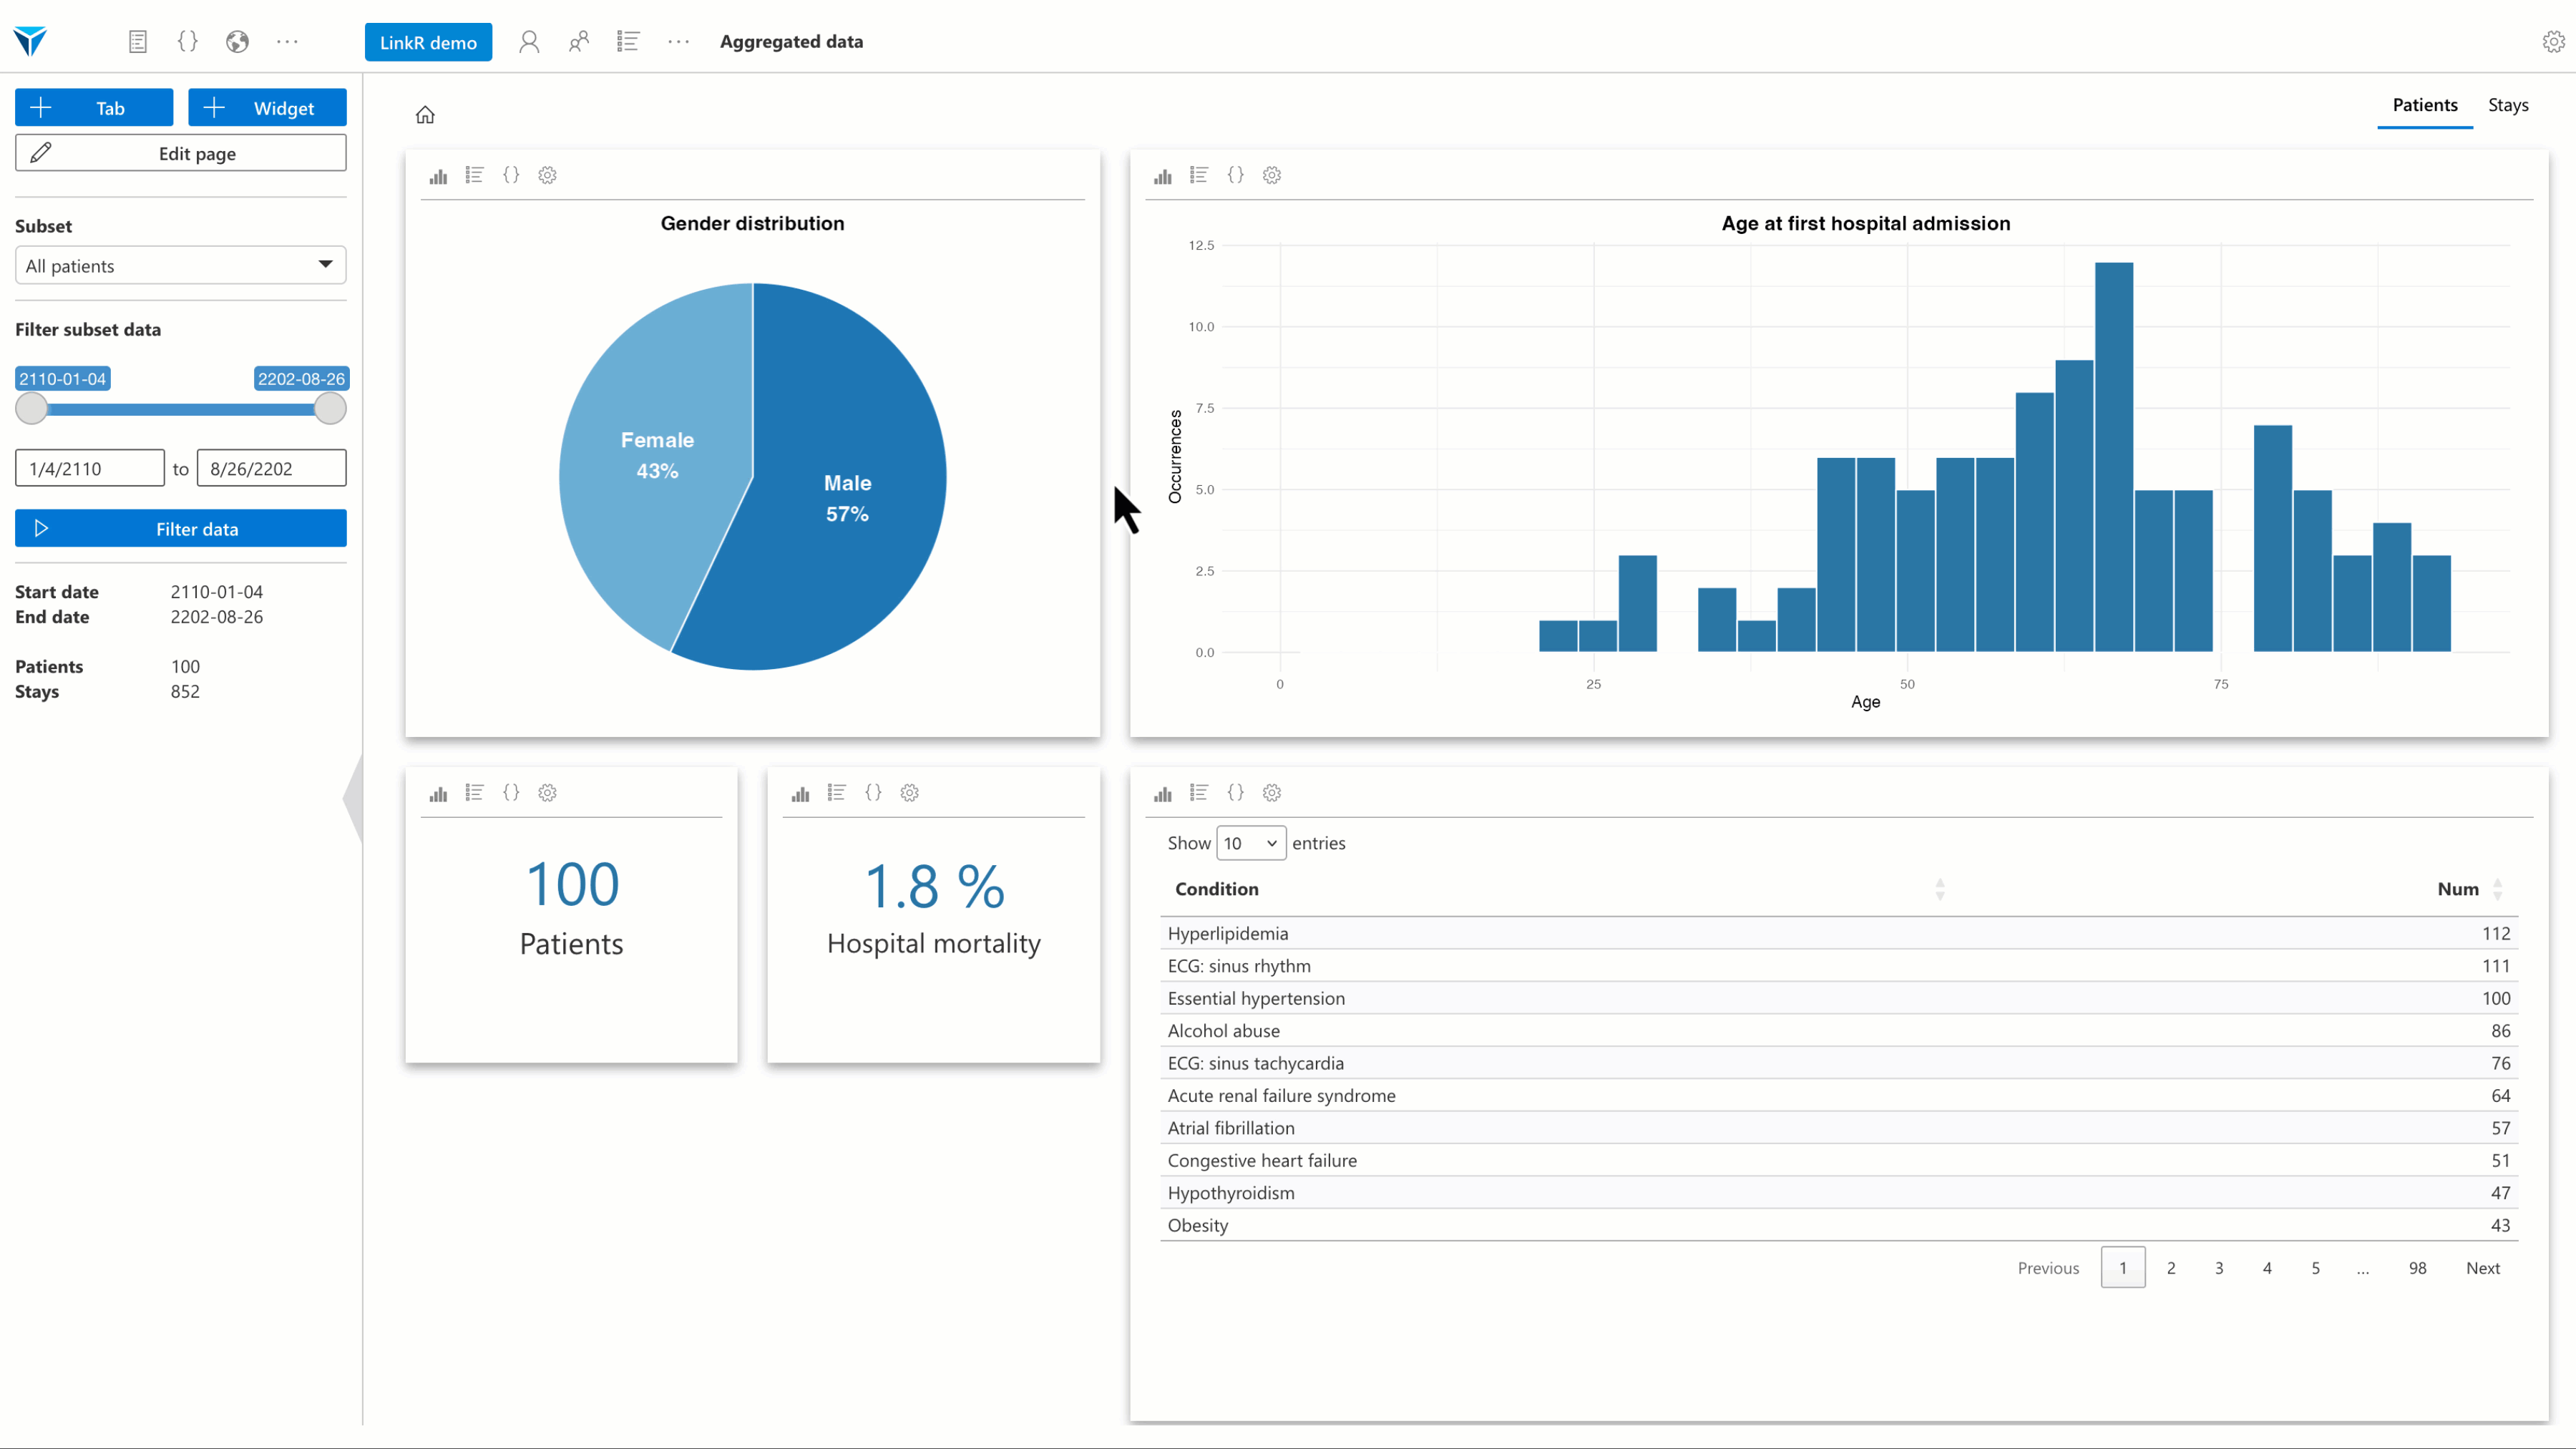 LinkR demo
Aggregated data
Tab
Widget
Edit page
Subset
All patients
Filter subset data
2110-01-04
2202-08-26
1/4/2110 to 8/26/2202
Filter data
Start date 2110-01-04
End date 2202-08-26
Patients 100
Stays 852
Patients
Stays
Gender distribution
Female
43%
Male
57%
Age at first hospital admission
12.5
10.0
7.5
5.0
2.5
0.0
Occurrences
0 25 50 75
Age
100
Patients
1.8 %
Hospital mortality
Show 10 entries
Condition Num
Hyperlipidemia 112
ECG: sinus rhythm 111
Essential hypertension 100
Alcohol abuse 86
ECG: sinus tachycardia 76
Acute renal failure syndrome 64
Atrial fibrillation 57
Congestive heart failure 51
Hypothyroidism 47
Obesity 43
Previous 1 2 3 4 5 ... 98 Next